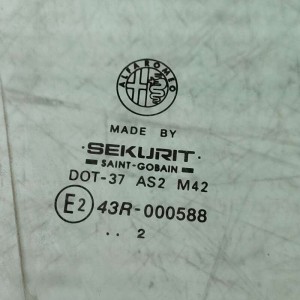 ALFA ROMEO
MADE BY
·SEKURIT·
SAINT-GOBAIN
DOT-37 AS2 M42
E2 43R-000588
.. 2